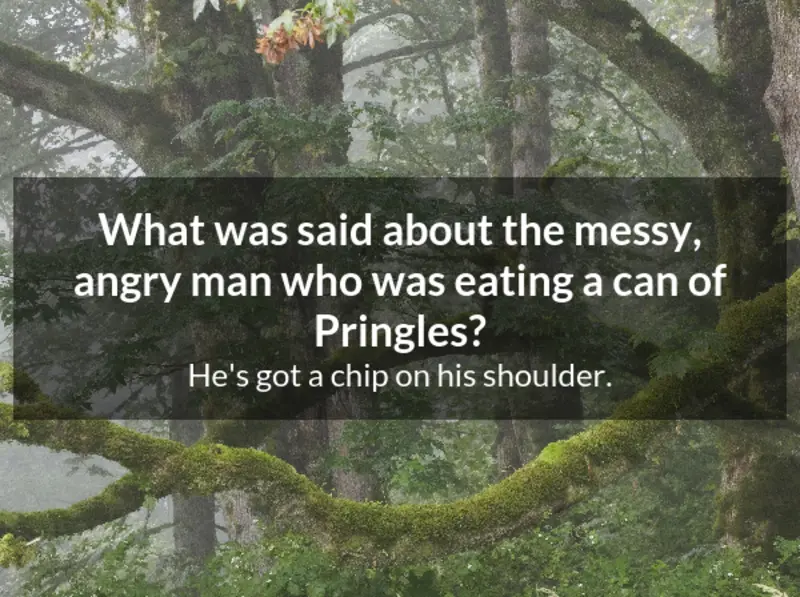 What was said about the messy,
angry man who was eating a can of
Pringles?
He's got a chip on his shoulder.